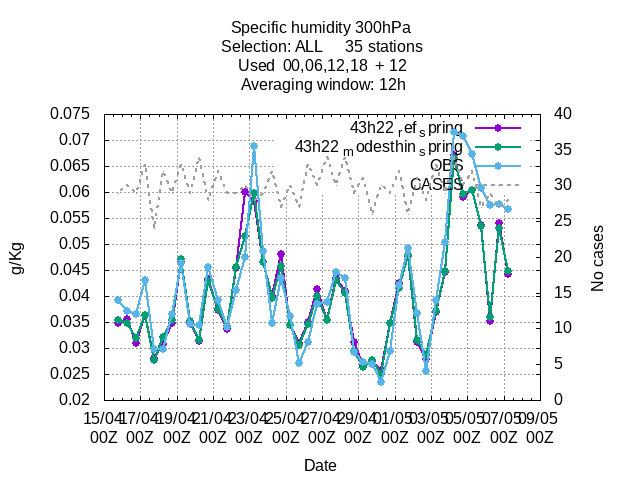 Specific humidity 300hPa
Selection: ALL 35 stations
Used 00,06,12,18 + 12
Averaging window: 12h
0.075
0.07
0.065
0.06
0.055
0.05
0.045
0.04
0.035
0.03
0.025
0.02
g/Kg
40
35
30
25
20
15
10
5
0
No cases
43h22refspring
43h22modesthinspring
OBS
CASES
15/04 17/04 19/04 21/04 23/04 25/04 27/04 29/04 01/05 03/05 05/05 07/05 09/05
00Z 00Z 00Z 00Z 00Z 00Z 00Z 00Z 00Z 00Z 00Z 00Z 00Z
Date